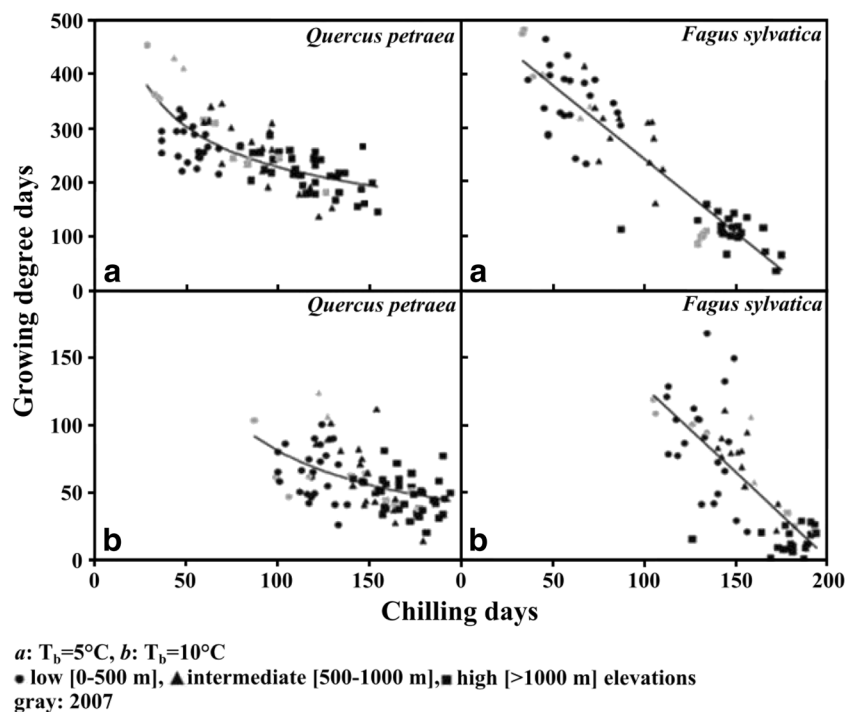 500
Quercus petraea
Fagus sylvatica
400
300
200
100
a
a
0
Quercus petraea
Fagus sylvatica
150
100
50
b
b
0
0
50
100
150
0
50
100
150
200
Growing degree days
Chilling days
a: Tb=5°C, b: Tb=10°C
● low [0-500 m], ▲intermediate [500-1000 m],■ high [>1000 m] elevations
gray: 2007